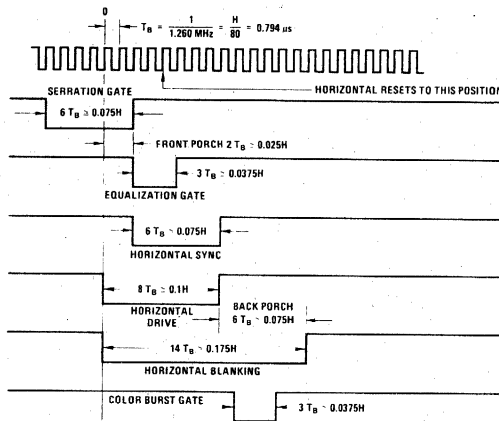 0
T_B = 1 / 1.260 MHz = H / 80 = 0.794 µs
HORIZONTAL RESETS TO THIS POSITION
SERRATION GATE
6 T_B ≅ 0.075H
FRONT PORCH 2 T_B ≅ 0.025H
3 T_B ≅ 0.0375H
EQUALIZATION GATE
6 T_B ~ 0.075H
HORIZONTAL SYNC
8 T_B ≅ 0.1H
HORIZONTAL
DRIVE
BACK PORCH
6 T_B ~ 0.075H
14 T_B ~ 0.175H
HORIZONTAL BLANKING
COLOR BURST GATE
3 T_B ~ 0.0375H